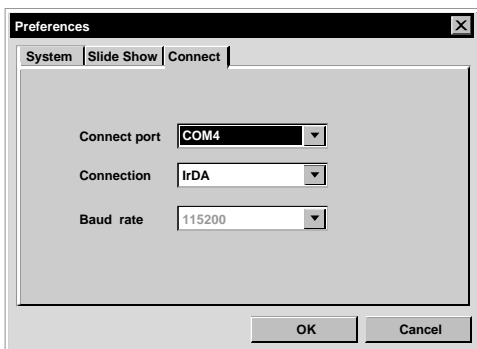 Preferences
System Slide Show Connect
Connect port COM4
Connection IrDA
Baud rate 115200
OK Cancel